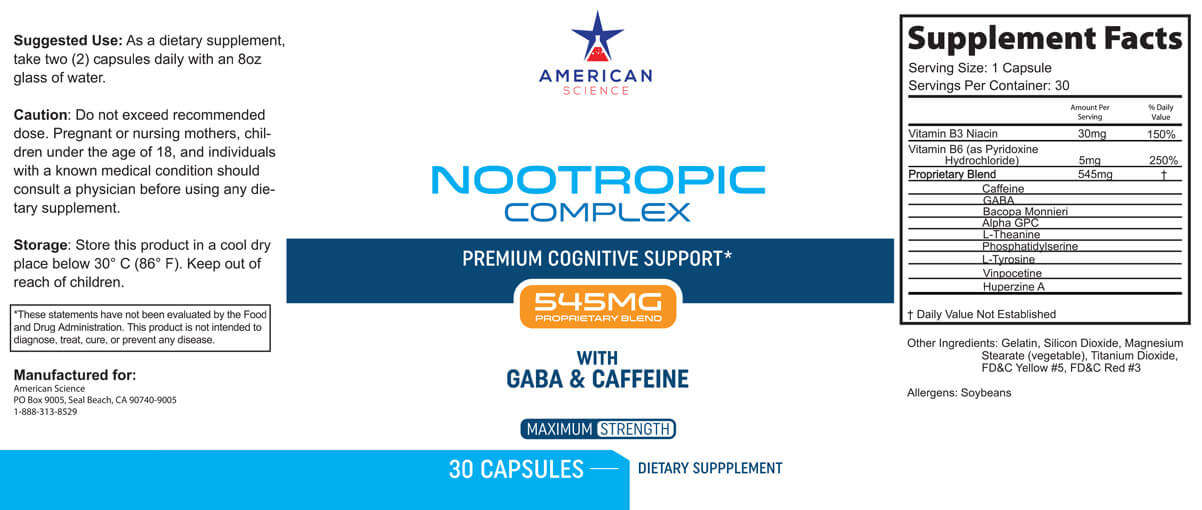 Suggested Use: As a dietary supplement,
take two (2) capsules daily with an 8oz
glass of water.
Caution: Do not exceed recommended
dose. Pregnant or nursing mothers, chil-
dren under the age of 18, and individuals
with a known medical condition should
consult a physician before using any die-
tary supplement.
Storage: Store this product in a cool dry
place below 30° C (86° F). Keep out of
reach of children.
*These statements have not been evaluated by the Food
and Drug Administration. This product is not intended to
diagnose, treat, cure, or prevent any disease.
Manufactured for:
American Science
PO Box 9005, Seal Beach, CA 90740-9005
1-888-313-8529
AMERICAN
SCIENCE
NOOTROPIC
COMPLEX
PREMIUM COGNITIVE SUPPORT*
545MG
PROPRIETARY BLEND
WITH
GABA & CAFFEINE
MAXIMUM STRENGTH
30 CAPSULES DIETARY SUPPPLEMENT
Supplement Facts
Serving Size: 1 Capsule
Servings Per Container: 30
Amount Per % Daily
Serving Value
Vitamin B3 Niacin 30mg 150%
Vitamin B6 (as Pyridoxine
Hydrochloride) 5mg 250%
Proprietary Blend 545mg †
Caffeine
GABA
Bacopa Monnieri
Alpha GPC
L-Theanine
Phosphatidylserine
L-Tyrosine
Vinpocetine
Huperzine A
† Daily Value Not Established
Other Ingredients: Gelatin, Silicon Dioxide, Magnesium
Stearate (vegetable), Titanium Dioxide,
FD&C Yellow #5, FD&C Red #3
Allergens: Soybeans